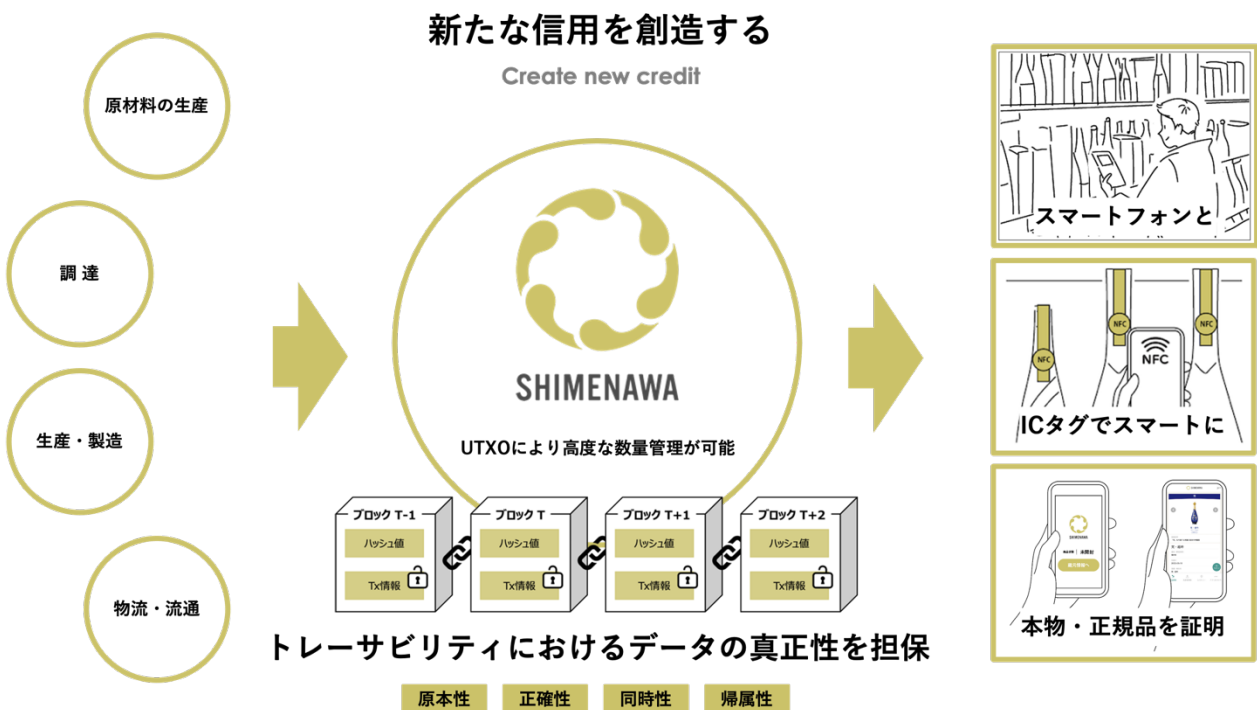 新たな信用を創造する
Create new credit
原材料の生産
調 達
生産・製造
物流・流通
SHIMENAWA
UTXOにより高度な数量管理が可能
ブロック T-1
ハッシュ値
Tx情報
ブロック T
ハッシュ値
Tx情報
ブロック T+1
ハッシュ値
Tx情報
ブロック T+2
ハッシュ値
Tx情報
トレーサビリティにおけるデータの真正性を担保
原本性
正確性
同時性
帰属性
スマートフォンと
NFC
NFC
NFC
NFC
ICタグでスマートに
SHIMENAWA
未開封
本物・正規品を証明